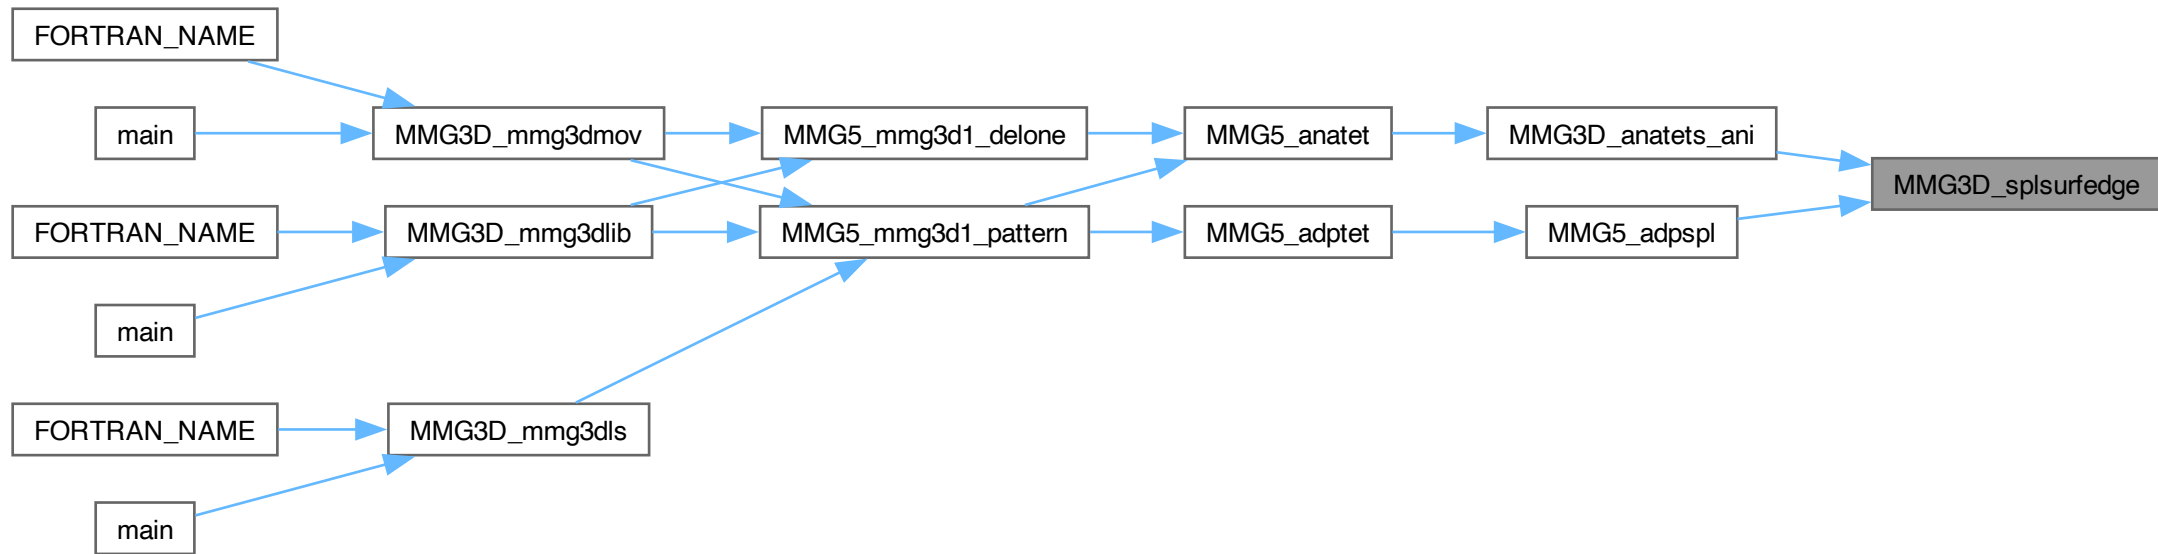 FORTRAN_NAME
main
MMG3D_mmg3dmov
MMG5_mmg3d1_delone
MMG5_anatet
MMG3D_anatets_ani
MMG3D_splsurfedge
FORTRAN_NAME
MMG3D_mmg3dlib
MMG5_mmg3d1_pattern
MMG5_adptet
MMG5_adpspl
main
FORTRAN_NAME
MMG3D_mmg3dls
main